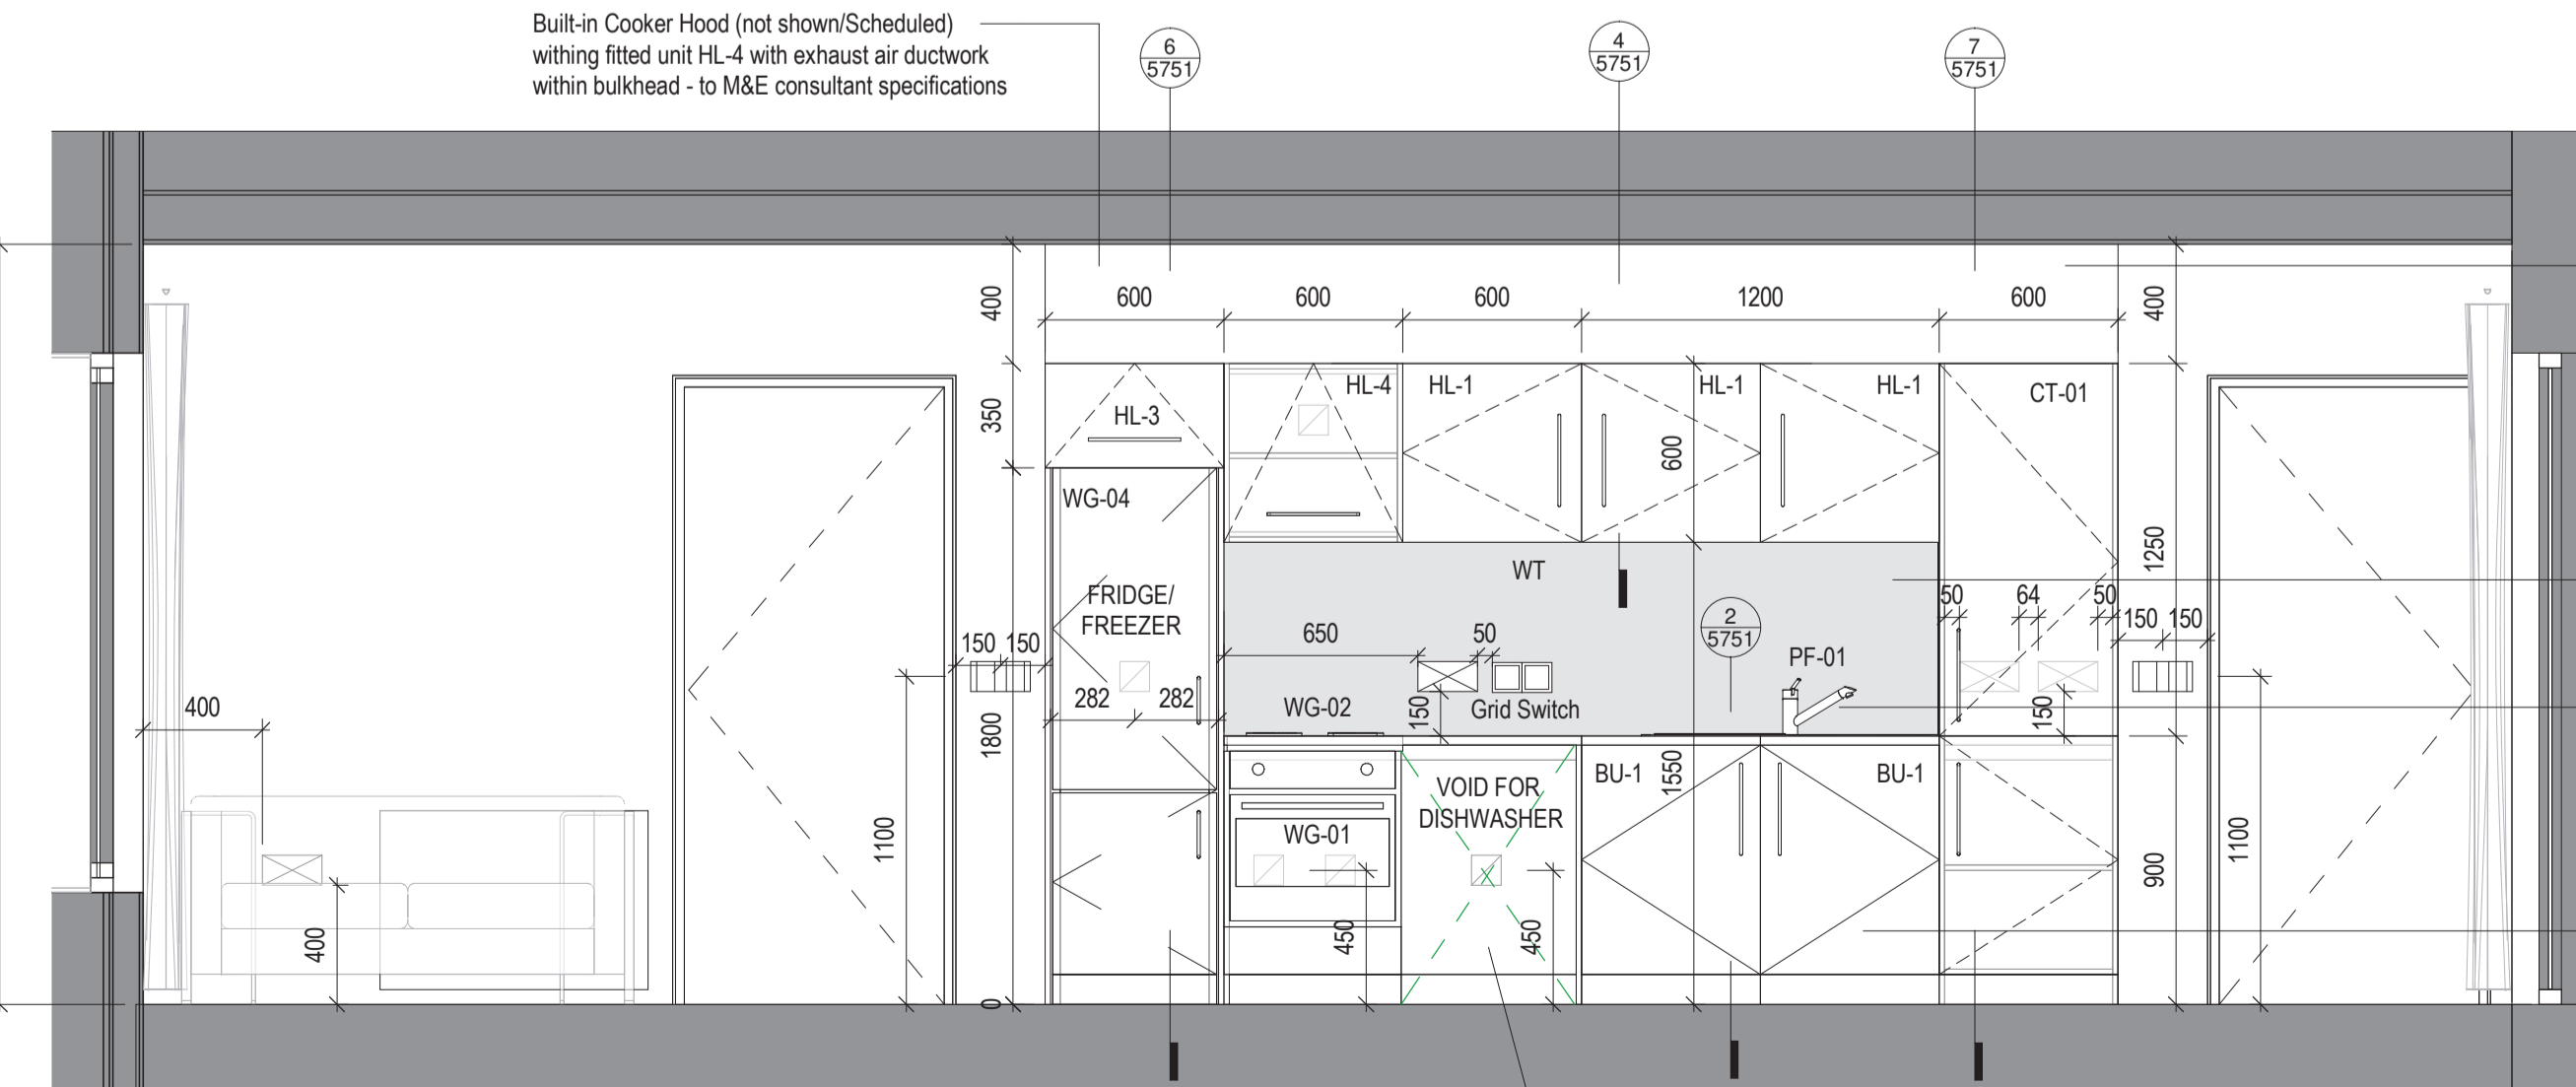 Built-in Cooker Hood (not shown/Scheduled)
withing fitted unit HL-4 with exhaust air ductwork
within bulkhead - to M&E consultant specifications
6
5751
4
5751
7
5751
400
600
600
600
1200
600
400
350
HL-3
HL-4
HL-1
HL-1
HL-1
CT-01
600
WG-04
WT
1250
FRIDGE/
FREEZER
50
64
50
150
150
650
50
2
5751
150
150
PF-01
282
282
400
1800
WG-02
150
Grid Switch
150
BU-1
1550
BU-1
VOID FOR
DISHWASHER
WG-01
1100
1100
900
400
450
450
0